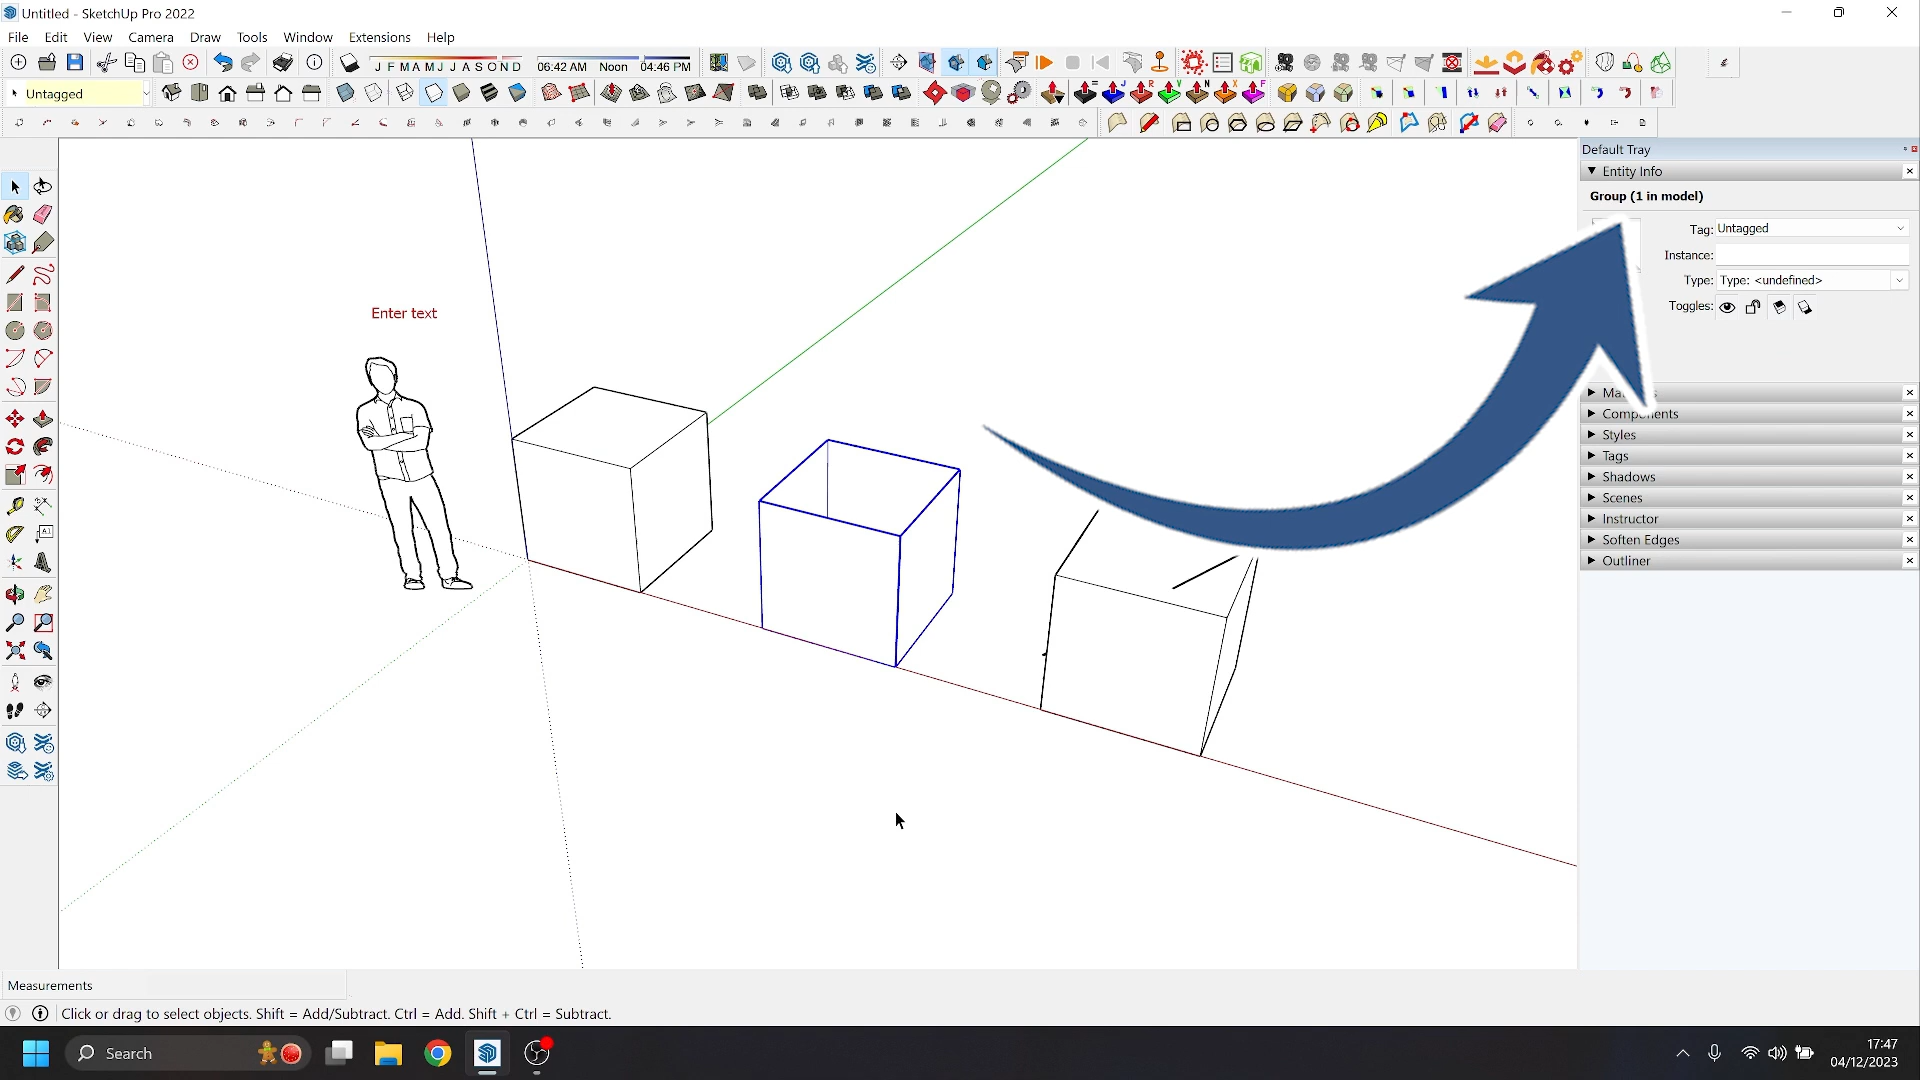 Untitled - SketchUp Pro 2022
File Edit View Camera Draw Tools Window Extensions Help
J F M A M J J A S O N D 06:42 AM Noon 04:46 PM
Untagged
Default Tray
Entity Info
Group (1 in model)
Tag: Untagged
Instance:
Type: Type: <undefined>
Toggles:
Enter text
Components
Styles
Tags
Shadows
Scenes
Instructor
Soften Edges
Outliner
Measurements
Click or drag to select objects. Shift = Add/Subtract. Ctrl = Add. Shift + Ctrl = Subtract.
Search
17:47
04/12/2023